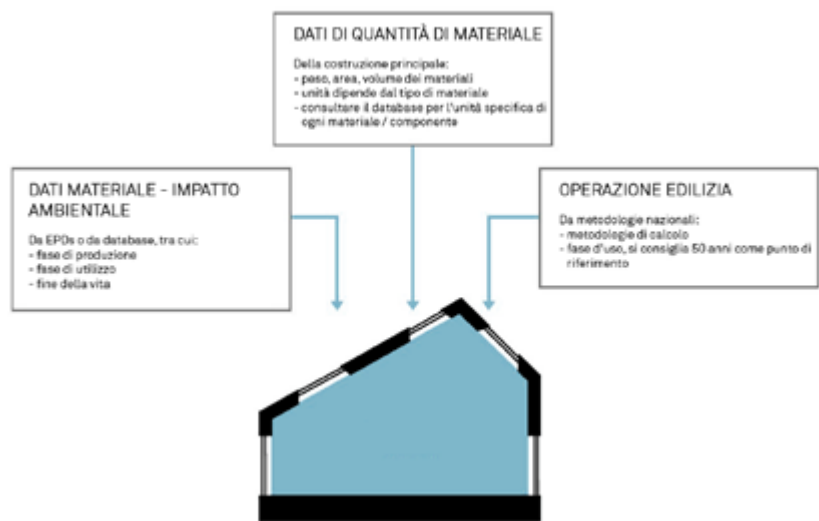 DATI DI QUANTITÀ DI MATERIALE
Della costruzione principale:
- peso, area, volume dei materiali
- unità dipende dal tipo di materiale
- consultare il database per l'unità specifica di
ogni materiale / componente
DATI MATERIALE - IMPATTO
AMBIENTALE
Da EPDs o da database, tra cui:
- fase di produzione
- fase di utilizzo
- fine della vita
OPERAZIONE EDILIZIA
Da metodologie nazionali:
- metodologie di calcolo
- fase d'uso, si consiglia 50 anni come punto di
riferimento